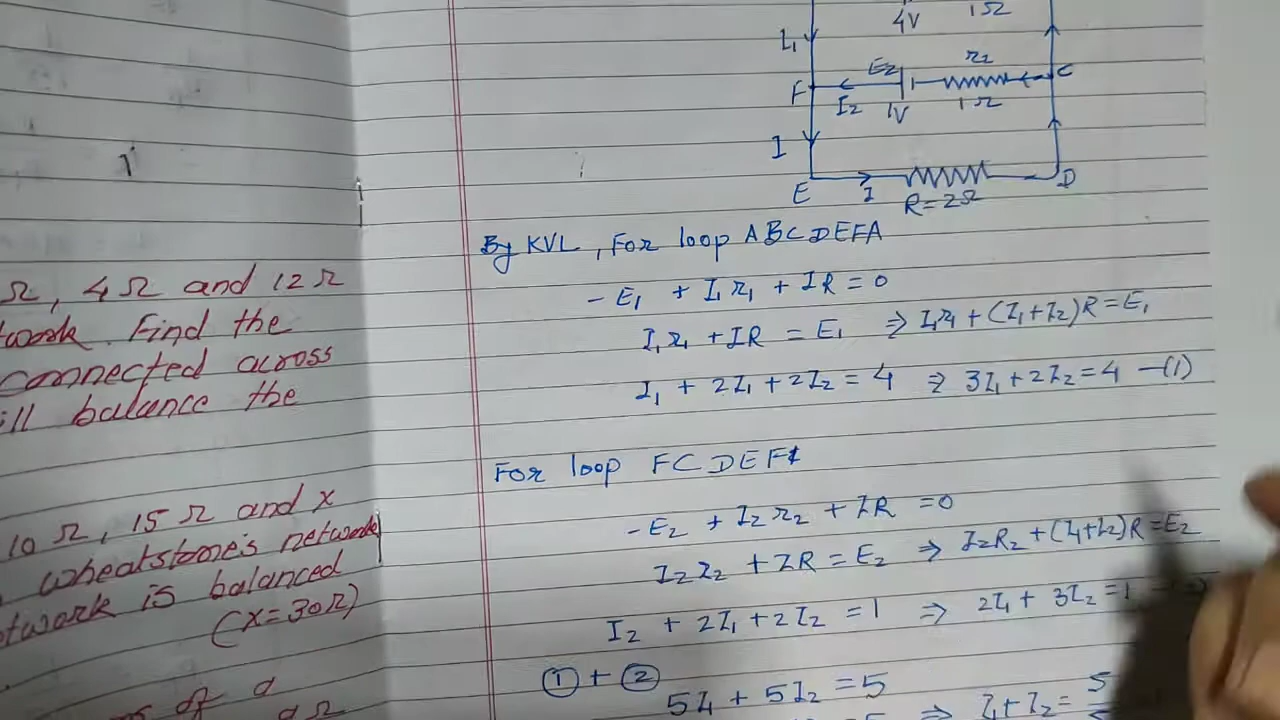 Ω, 4Ω and 12Ω
Find the
connected across
balance the
10Ω, 15Ω and x
wheatstone's network
is balanced
(x=30Ω)
of a
4V 1Ω
I₁
E₂ r₂
F I₂ 1V 1Ω C
I
E I R=2Ω D
By KVL, For loop ABCDEFA
-E₁ + I₁r₁ + IR = 0
I₁r₁ + IR = E₁ ⇒ I₁r₁ + (I₁+I₂)R = E₁
I₁ + 2I₁ + 2I₂ = 4 ⇒ 3I₁ + 2I₂ = 4 —(1)
For loop FCDEF
-E₂ + I₂r₂ + IR = 0
I₂r₂ + IR = E₂ ⇒ I₂R₂ + (I₁+I₂)R = E₂
I₂ + 2I₁ + 2I₂ = 1 ⇒ 2I₁ + 3I₂ = 1
① + ②
5I₁ + 5I₂ = 5 ⇒ I₁+I₂ = 5